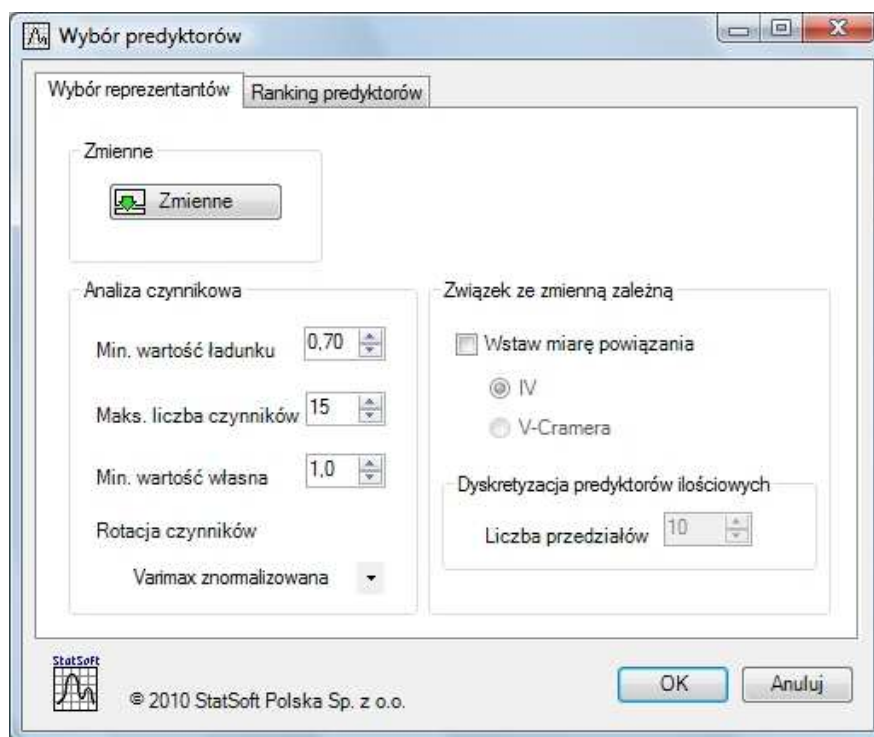 Wybór predyktorów
Wybór reprezentantów
Ranking predyktorów
Zmienne
Zmienne
Analiza czynnikowa
Min. wartość ładunku 0,70
Maks. liczba czynników 15
Min. wartość własna 1,0
Rotacja czynników
Varimax znormalizowana
Związek ze zmienną zależną
Wstaw miarę powiązania
IV
V-Cramera
Dyskretyzacja predyktorów ilościowych
Liczba przedziałów 10
StatSoft
© 2010 StatSoft Polska Sp. z o.o.
OK
Anuluj